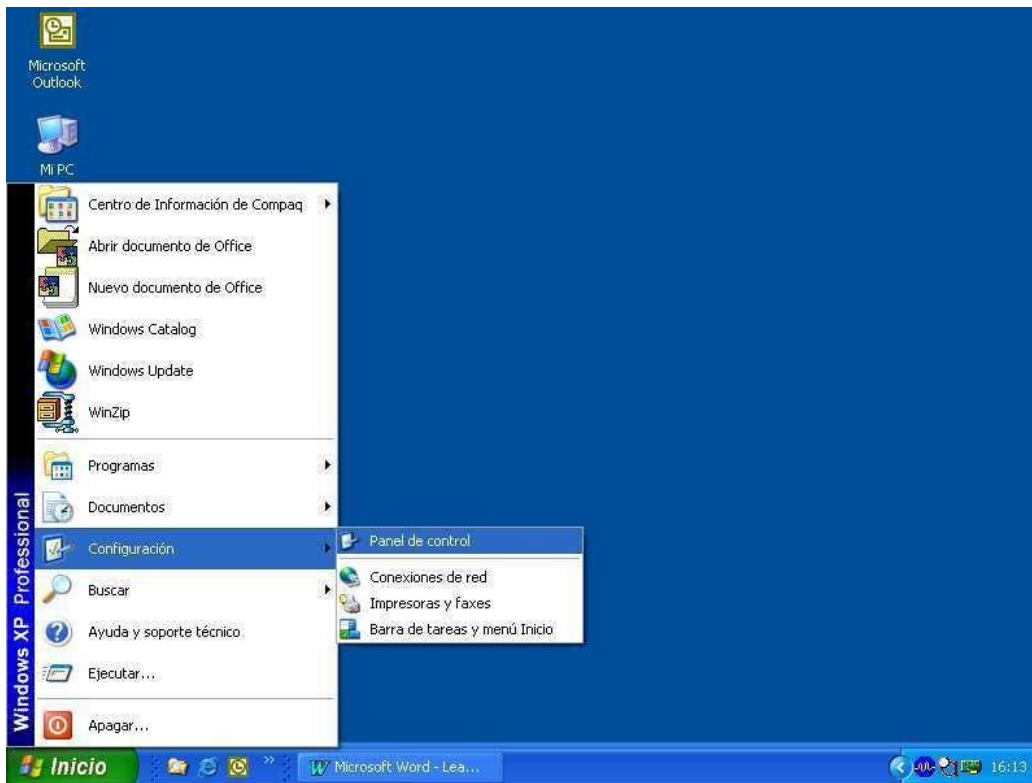 Microsoft
Outlook
Mi PC
Centro de Información de Compaq
Abrir documento de Office
Nuevo documento de Office
Windows Catalog
Windows Update
WinZip
Programas
Documentos
Configuración
Buscar
Ayuda y soporte técnico
Ejecutar...
Apagar...
Windows XP Professional
Panel de control
Conexiones de red
Impresoras y faxes
Barra de tareas y menú Inicio
Inicio
Microsoft Word - Lea...
16:13